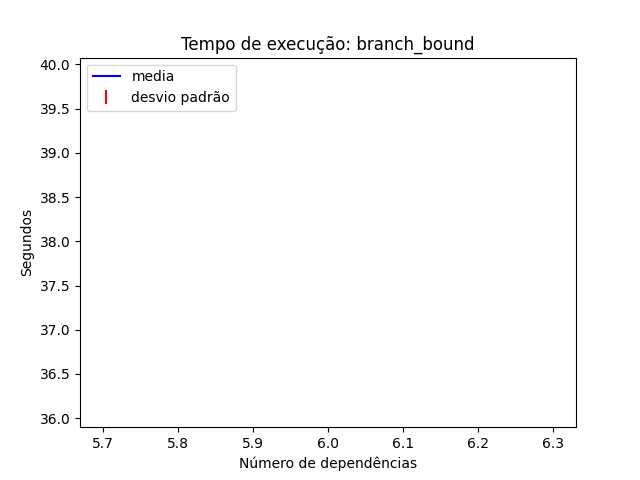 Tempo de execução: branch_bound
media
desvio padrão
Segundos
40.0
39.5
39.0
38.5
38.0
37.5
37.0
36.5
36.0
5.7 5.8 5.9 6.0 6.1 6.2 6.3
Número de dependências